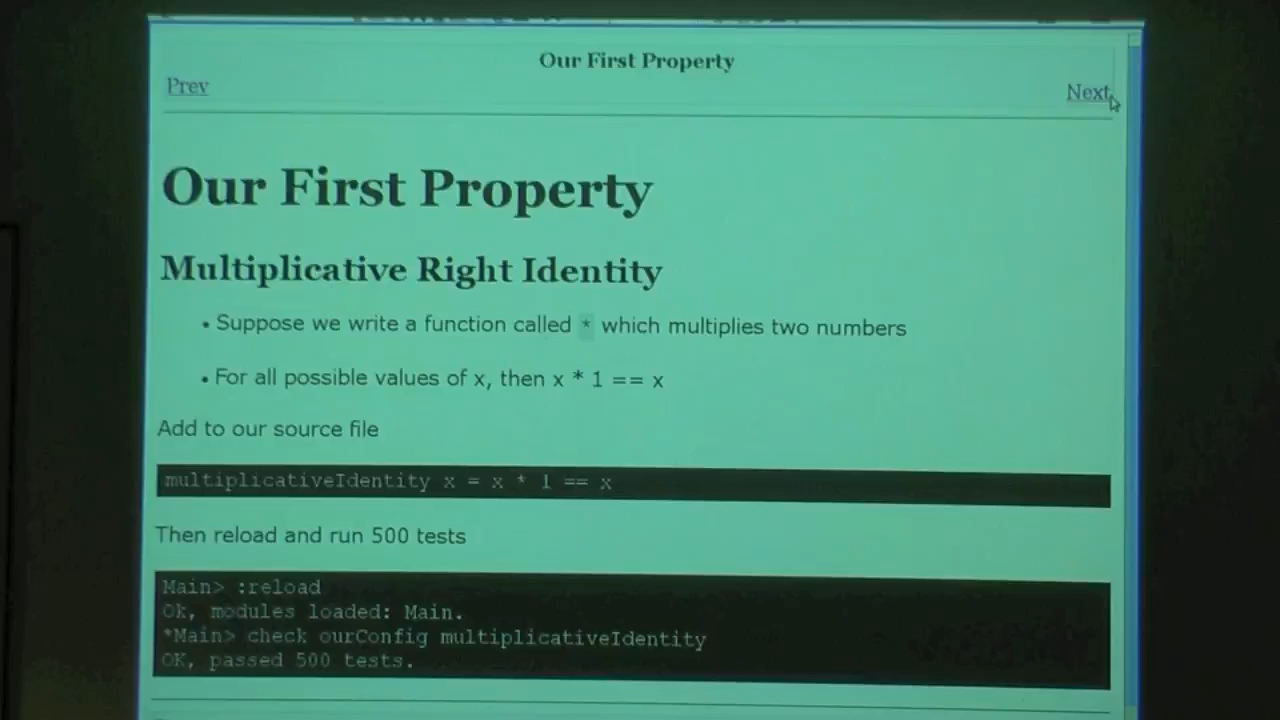 Our First Property
Prev
Next
Our First Property
Multiplicative Right Identity
• Suppose we write a function called * which multiplies two numbers
• For all possible values of x, then x * 1 == x
Add to our source file
multiplicativeIdentity x = x * 1 == x
Then reload and run 500 tests
Main> :reload
Ok, modules loaded: Main.
*Main> check ourConfig multiplicativeIdentity
OK, passed 500 tests.